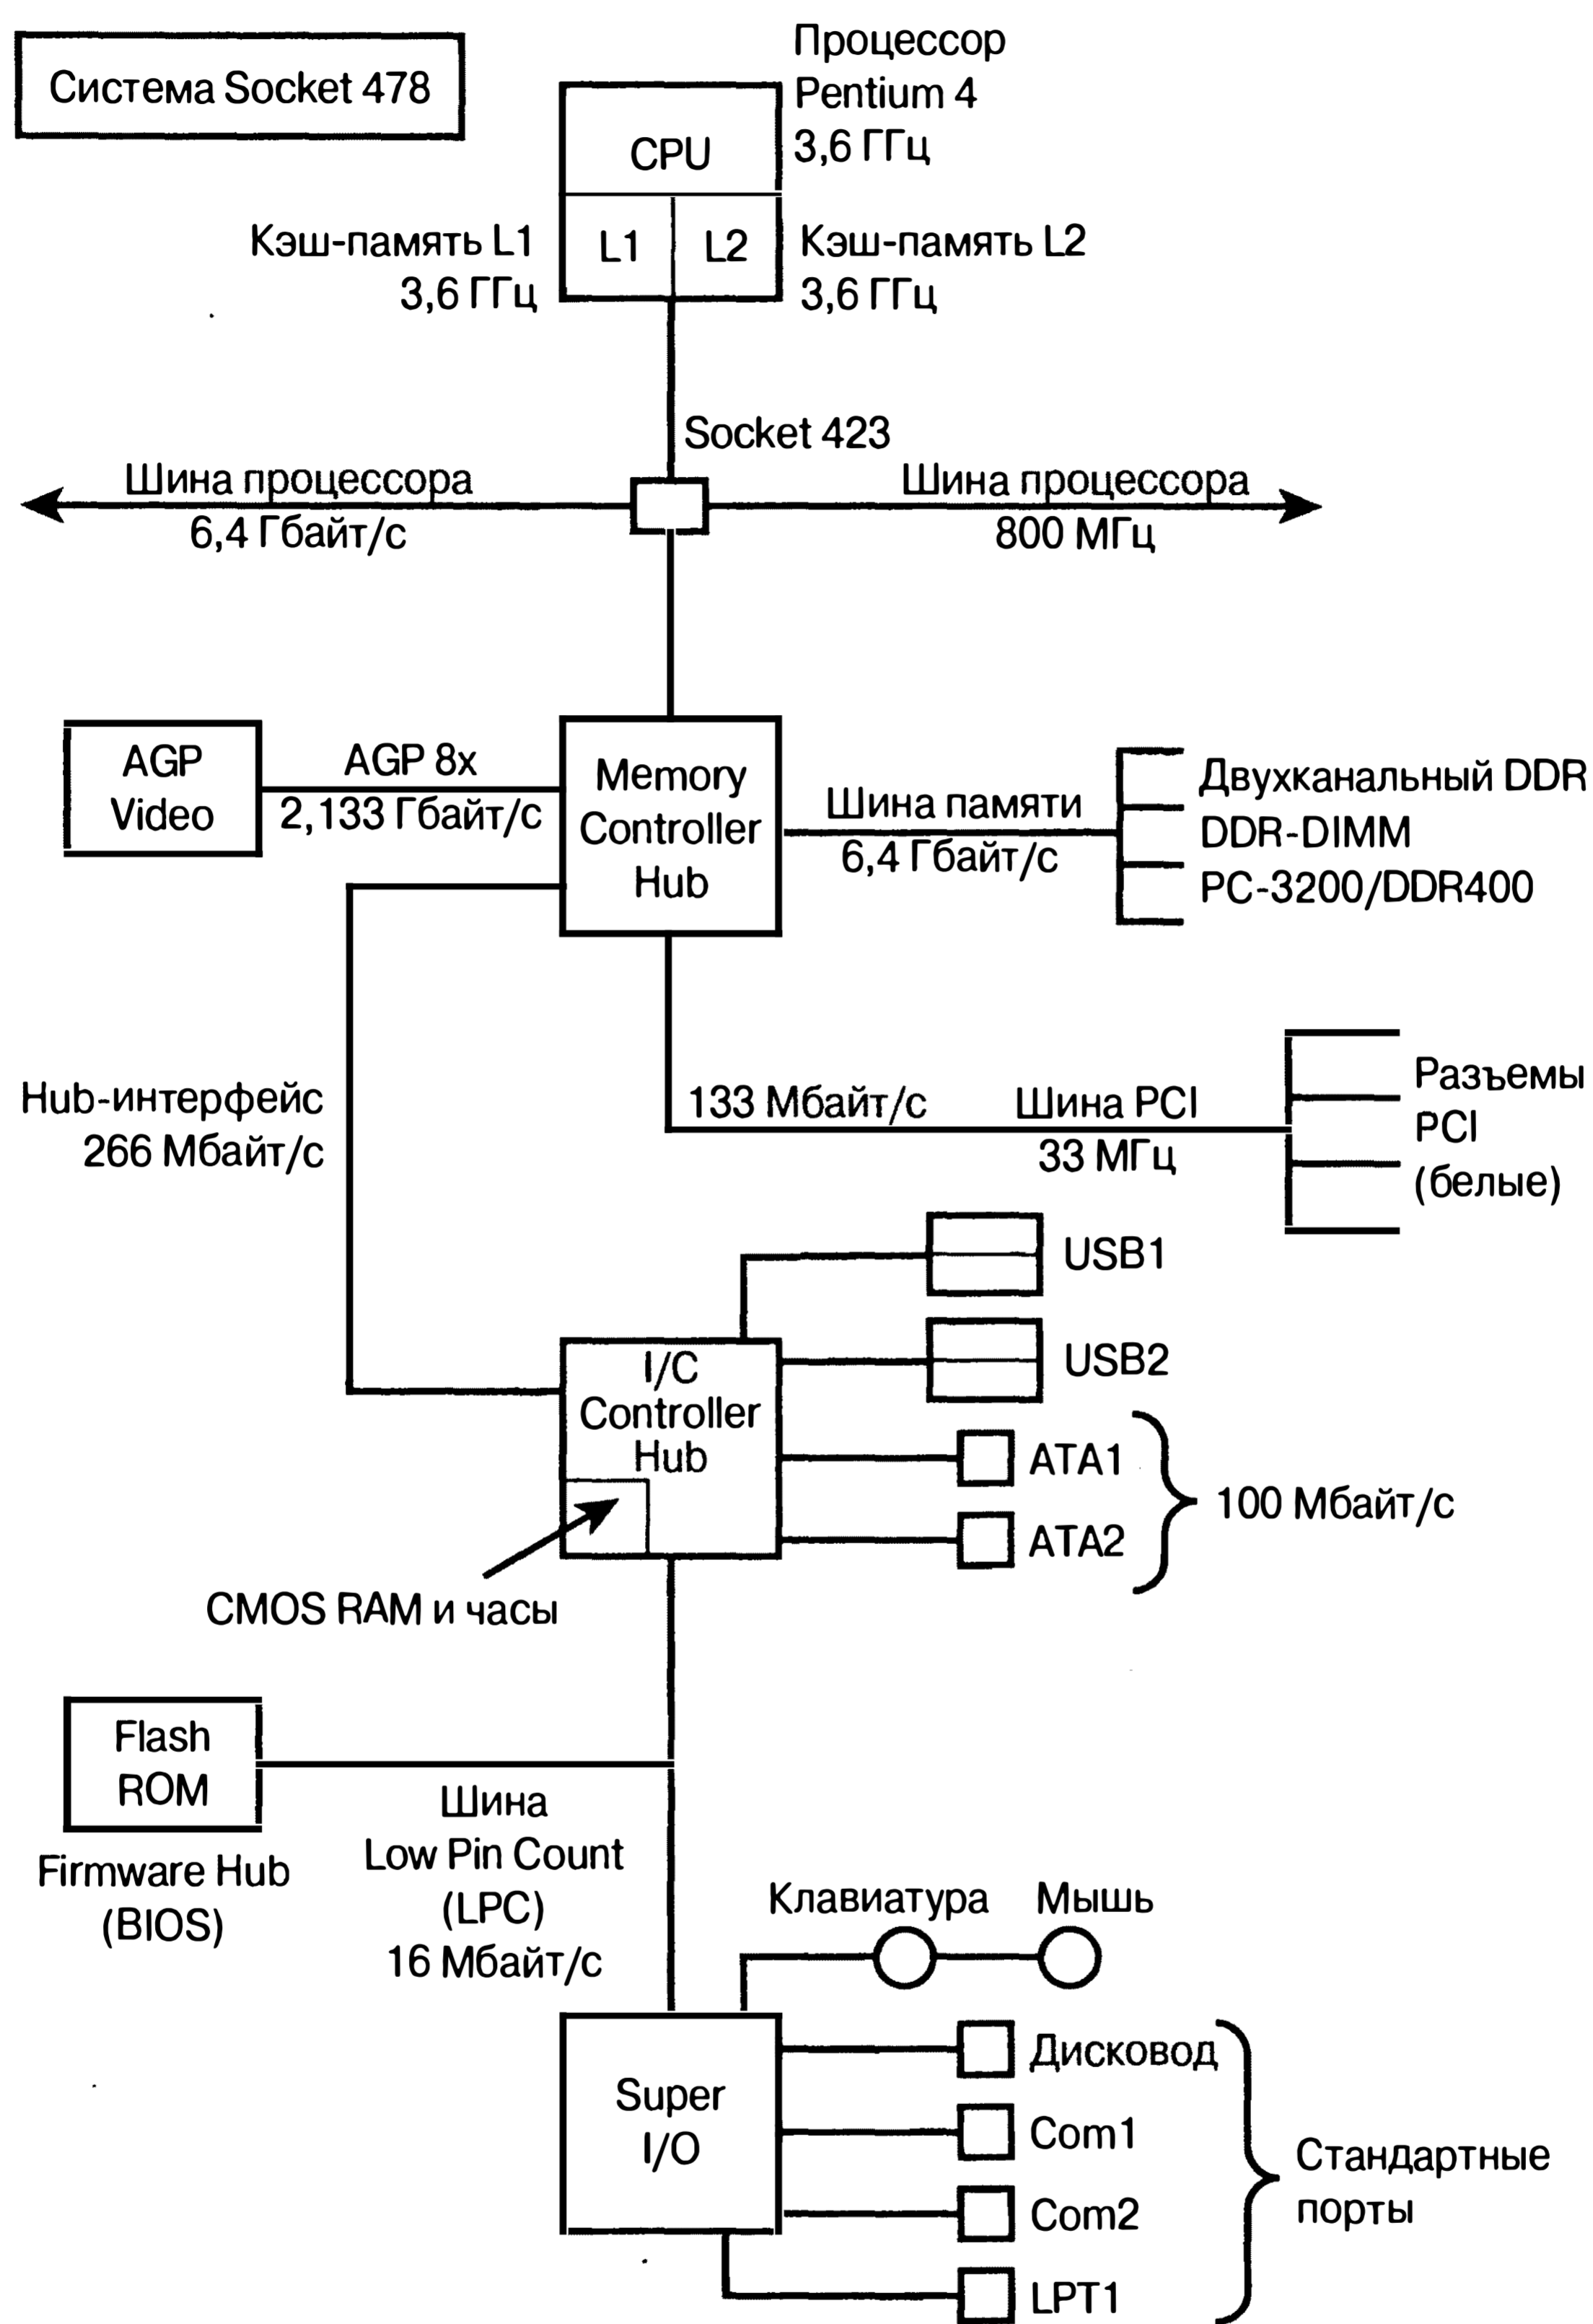 Система Socket 478
Процессор
Pentium 4
3,6 ГГц
CPU
Кэш-память L1
3,6 ГГц
L1
L2
Кэш-память L2
3,6 ГГц
Socket 423
Шина процессора
6,4 Гбайт/с
Шина процессора
800 МГц
AGP
Video
AGP 8x
2,133 Гбайт/с
Memory
Controller
Hub
Шина памяти
6,4 Гбайт/с
Двухканальный DDR
DDR-DIMM
PC-3200/DDR400
Hub-интерфейс
266 Мбайт/с
133 Мбайт/с
Шина PCI
33 МГц
Разъемы
PCI
(белые)
USB1
USB2
I/C
Controller
Hub
ATA1
ATA2
100 Мбайт/с
CMOS RAM и часы
Flash
ROM
Firmware Hub
(BIOS)
Шина
Low Pin Count
(LPC)
16 Мбайт/с
Клавиатура
Мышь
Super
I/O
Дисковод
Com1
Com2
LPT1
Стандартные
порты